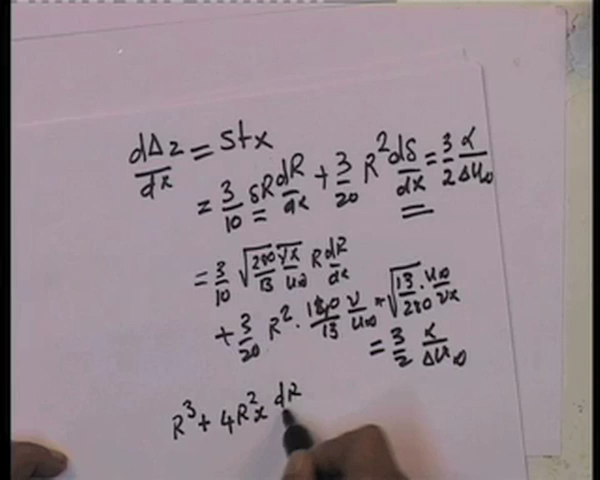 dΔ2/dx = Stx
= 3/10 δR dR/dx + 3/20 R² dδ/dx = 3/2 α/Δu∞
= 3/10 √(280/13 νx/u∞) R dR/dx
+ 3/20 R² · 140/13 ν/u∞ * √(13/280 · u∞/νx)
= 3/2 α/Δu∞
R³ + 4R²x dR